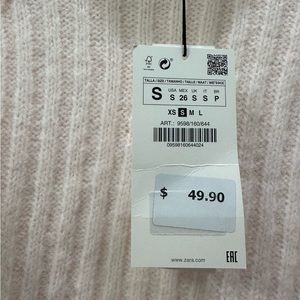 TALLA / SIZE / TAMANHO / TAILLE / MAAT / МЕТЕЖОС
S USA MEX UK IT BR
S 26 S S P
XS S M L
ART.: 9598/160/644
09598160644024
$ 49.90
www.zara.com
EAC